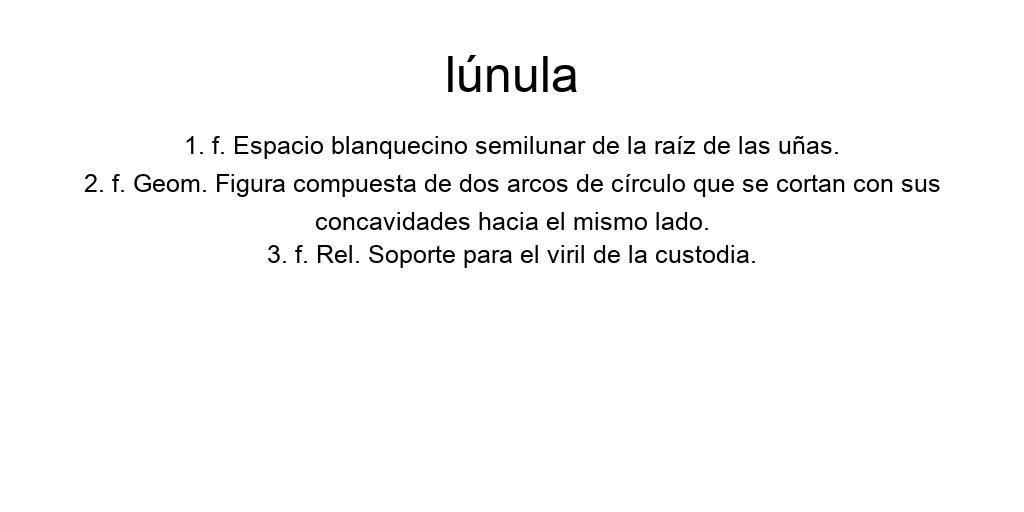 lúnula
1. f. Espacio blanquecino semilunar de la raíz de las uñas.
2. f. Geom. Figura compuesta de dos arcos de círculo que se cortan con sus
concavidades hacia el mismo lado.
3. f. Rel. Soporte para el viril de la custodia.